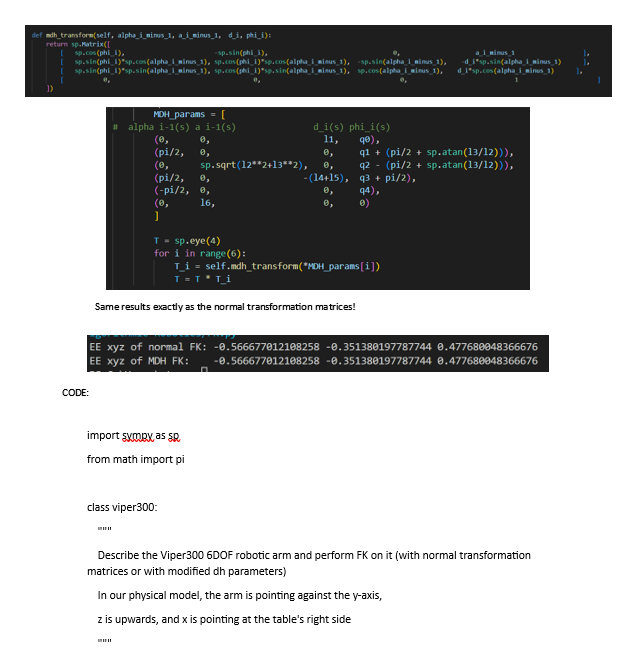 def mdh_transform(self, alpha_i_minus_1, a_i_minus_1, d_i, phi_i):
return sp.Matrix([
[ sp.cos(phi_i), -sp.sin(phi_i), 0, a_i_minus_1 ],
[ sp.sin(phi_i)*sp.cos(alpha_i_minus_1), sp.cos(phi_i)*sp.cos(alpha_i_minus_1), -sp.sin(alpha_i_minus_1), -d_i*sp.sin(alpha_i_minus_1) ],
[ sp.sin(phi_i)*sp.sin(alpha_i_minus_1), sp.cos(phi_i)*sp.sin(alpha_i_minus_1), sp.cos(alpha_i_minus_1), d_i*sp.cos(alpha_i_minus_1) ],
[ 0, 0, 0, 1 ]
])
MDH_params = [
# alpha i-1(s) a i-1(s) d_i(s) phi_i(s)
(0, 0, l1, q0),
(pi/2, 0, 0, q1 + (pi/2 + sp.atan(l3/l2))),
(0, sp.sqrt(l2**2+l3**2), 0, q2 - (pi/2 + sp.atan(l3/l2))),
(pi/2, 0, -(l4+l5), q3 + pi/2),
(-pi/2, 0, 0, q4),
(0, l6, 0, 0)
]
T = sp.eye(4)
for i in range(6):
T_i = self.mdh_transform(*MDH_params[i])
T = T * T_i
Same results exactly as the normal transformation matrices!
EE xyz of normal FK: -0.566677012108258 -0.351380197787744 0.477680048366676
EE xyz of MDH FK: -0.566677012108258 -0.351380197787744 0.477680048366676
CODE:
import sympy as sp
from math import pi
class viper300:
"""
Describe the Viper300 6DOF robotic arm and perform FK on it (with normal transformation
matrices or with modified dh parameters)
In our physical model, the arm is pointing against the y-axis,
z is upwards, and x is pointing at the table's right side
"""